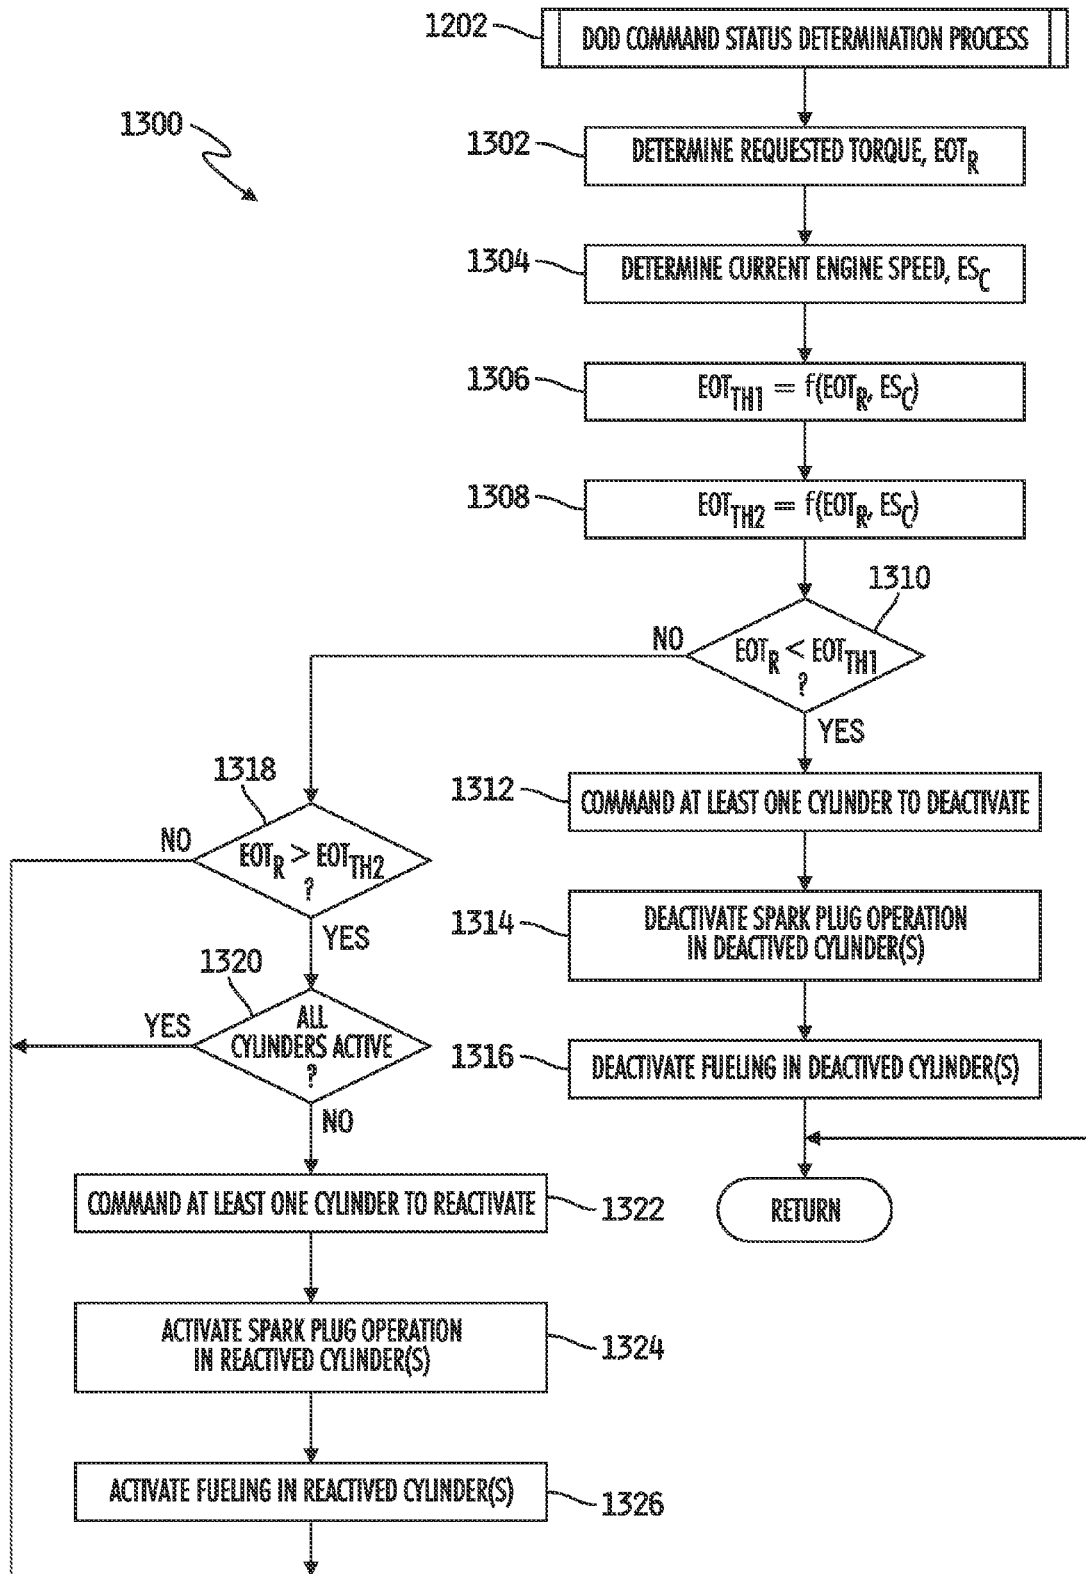 1202
DOD COMMAND STATUS DETERMINATION PROCESS
1300
1302
DETERMINE REQUESTED TORQUE, EOTR
1304
DETERMINE CURRENT ENGINE SPEED, ESC
1306
EOTTH1 = f(EOTR, ESC)
1308
EOTTH2 = f(EOTR, ESC)
1310
NO
EOTR < EOTTH1
?
YES
1312
COMMAND AT LEAST ONE CYLINDER TO DEACTIVATE
1314
DEACTIVATE SPARK PLUG OPERATION
IN DEACTIVED CYLINDER(S)
1316
DEACTIVATE FUELING IN DEACTIVED CYLINDER(S)
RETURN
1318
NO
EOTR > EOTTH2
?
YES
1320
YES
ALL
CYLINDERS ACTIVE
?
NO
COMMAND AT LEAST ONE CYLINDER TO REACTIVATE
1322
ACTIVATE SPARK PLUG OPERATION
IN REACTIVED CYLINDER(S)
1324
ACTIVATE FUELING IN REACTIVED CYLINDER(S)
1326